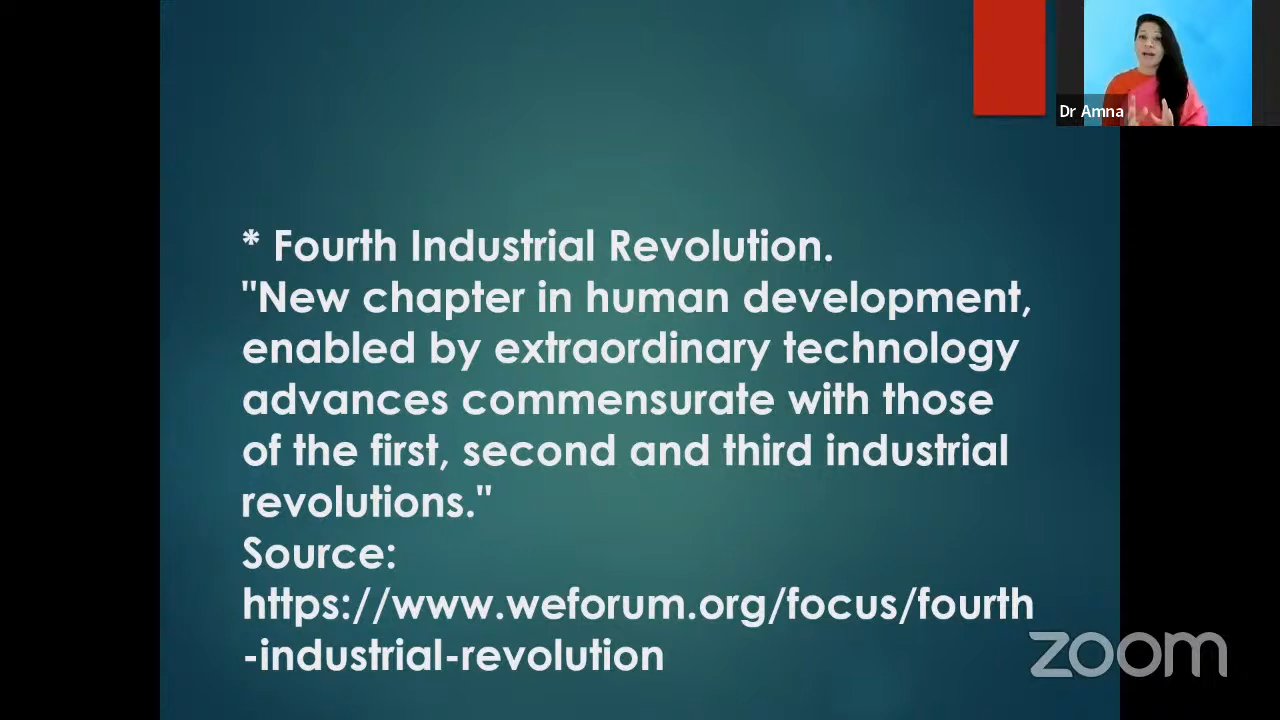 Dr Amna
* Fourth Industrial Revolution.
"New chapter in human development,
enabled by extraordinary technology
advances commensurate with those
of the first, second and third industrial
revolutions."
Source:
https://www.weforum.org/focus/fourth
-industrial-revolution
zoom